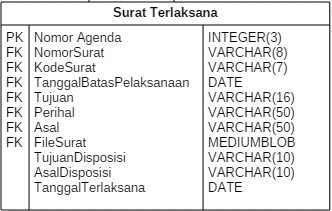 Surat Terlaksana
PK Nomor Agenda INTEGER(3)
FK NomorSurat VARCHAR(8)
FK KodeSurat VARCHAR(7)
FK TanggalBatasPelaksanaan DATE
FK Tujuan VARCHAR(16)
FK Perihal VARCHAR(50)
FK Asal VARCHAR(50)
FK FileSurat MEDIUMBLOB
TujuanDisposisi VARCHAR(10)
AsalDisposisi VARCHAR(10)
TanggalTerlaksana DATE